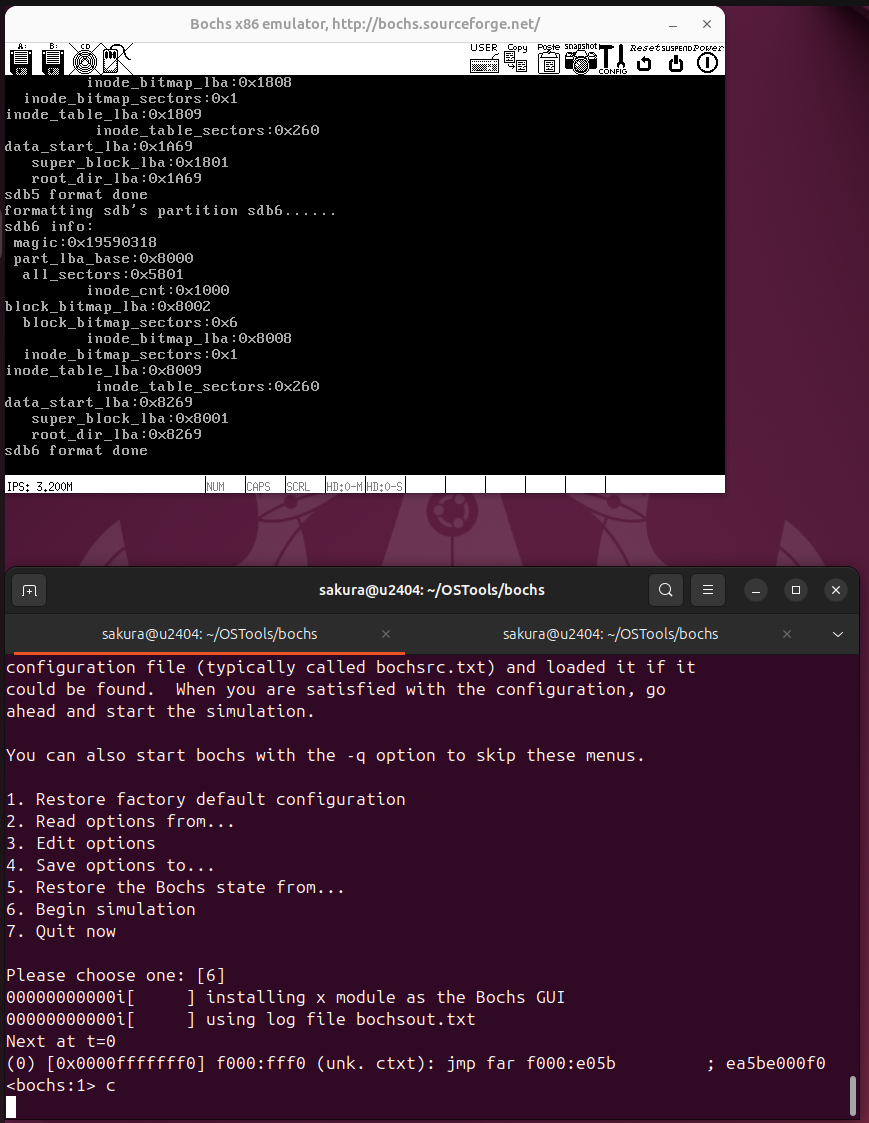 Bochs x86 emulator, http://bochs.sourceforge.net/
A: B: CD USER Copy Paste snapshot CONFIG Reset SUSPEND Power
inode_bitmap_lba:0x1808
inode_bitmap_sectors:0x1
inode_table_lba:0x1809
inode_table_sectors:0x260
data_start_lba:0x1A69
super_block_lba:0x1801
root_dir_lba:0x1A69
sdb5 format done
formatting sdb's partition sdb6......
sdb6 info:
magic:0x19590318
part_lba_base:0x8000
all_sectors:0x5801
inode_cnt:0x1000
block_bitmap_lba:0x8002
block_bitmap_sectors:0x6
inode_bitmap_lba:0x8008
inode_bitmap_sectors:0x1
inode_table_lba:0x8009
inode_table_sectors:0x260
data_start_lba:0x8269
super_block_lba:0x8001
root_dir_lba:0x8269
sdb6 format done
IPS: 3.200M NUM CAPS SCRL HD:0-M HD:0-S
sakura@u2404: ~/OSTools/bochs
sakura@u2404: ~/OSTools/bochs sakura@u2404: ~/OSTools/bochs
configuration file (typically called bochsrc.txt) and loaded it if it
could be found.  When you are satisfied with the configuration, go
ahead and start the simulation.
You can also start bochs with the -q option to skip these menus.
1. Restore factory default configuration
2. Read options from...
3. Edit options
4. Save options to...
5. Restore the Bochs state from...
6. Begin simulation
7. Quit now
Please choose one: [6]
00000000000i[      ] installing x module as the Bochs GUI
00000000000i[      ] using log file bochsout.txt
Next at t=0
(0) [0x0000fffffff0] f000:fff0 (unk. ctxt): jmp far f000:e05b         ; ea5be000f0
<bochs:1> c